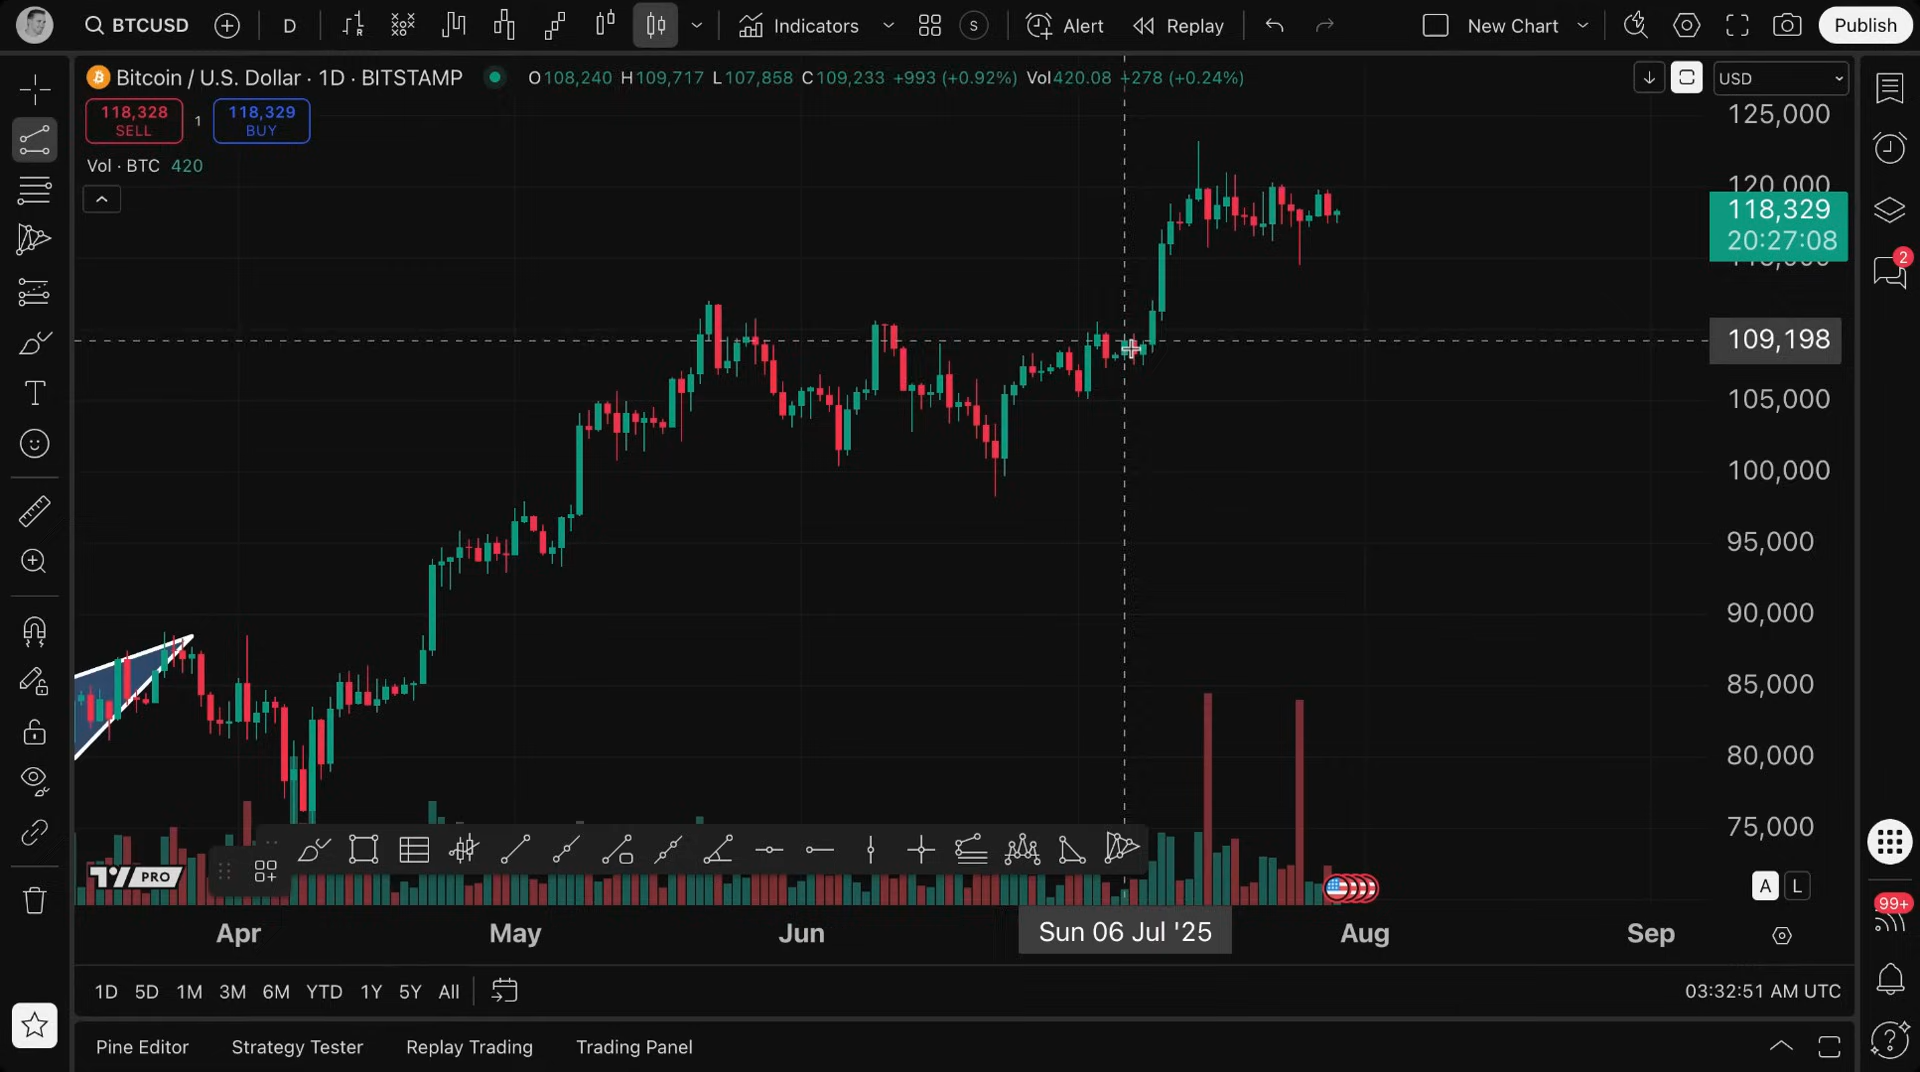 BTCUSD D Indicators S Alert Replay New Chart Publish
Bitcoin / U.S. Dollar · 1D · BITSTAMP O108,240 H109,717 L107,858 C109,233 +993 (+0.92%) Vol420.08 +278 (+0.24%) USD
118,328 SELL
1
118,329 BUY
Vol · BTC 420
125,000
120,000
118,329
20:27:08
2
109,198
105,000
100,000
95,000
90,000
85,000
80,000
75,000
TV PRO
A L
99+
Apr May Jun Sun 06 Jul '25 Aug Sep
1D 5D 1M 3M 6M YTD 1Y 5Y All 03:32:51 AM UTC
Pine Editor Strategy Tester Replay Trading Trading Panel